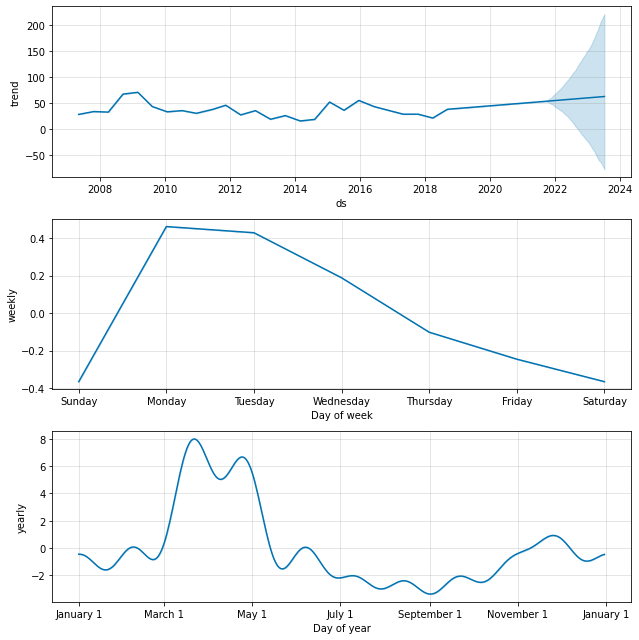 trend
200
150
100
50
0
−50
2008 2010 2012 2014 2016 2018 2020 2022 2024
ds
weekly
0.4
0.2
0.0
−0.2
−0.4
Sunday Monday Tuesday Wednesday Thursday Friday Saturday
Day of week
yearly
8
6
4
2
0
−2
January 1 March 1 May 1 July 1 September 1 November 1 January 1
Day of year